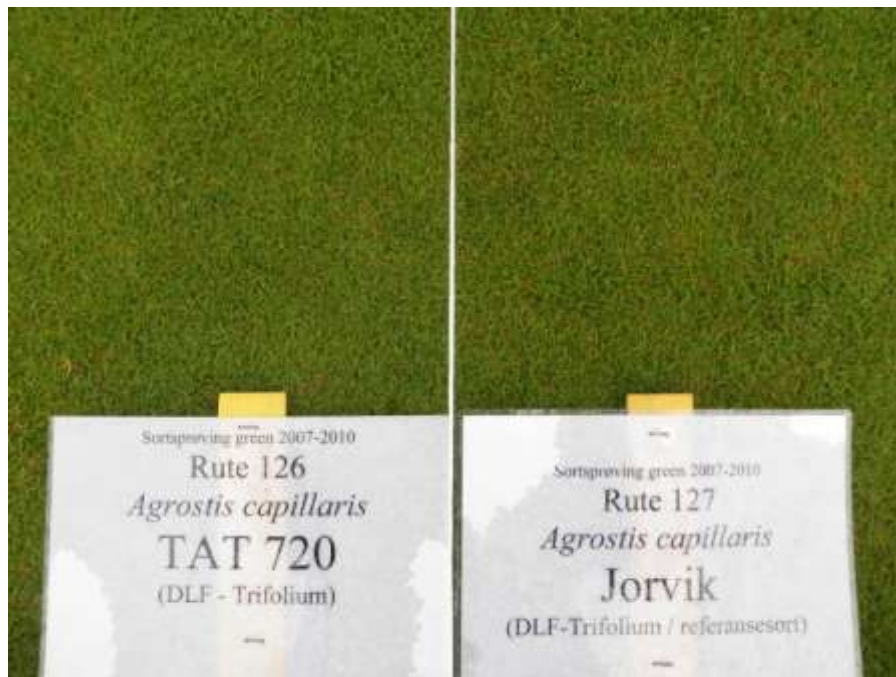 Sortsprøving green 2007-2010
Rute 126
Agrostis capillaris
TAT 720
(DLF - Trifolium)
Sortsprøving green 2007-2010
Rute 127
Agrostis capillaris
Jorvik
(DLF-Trifolium / referansesort)